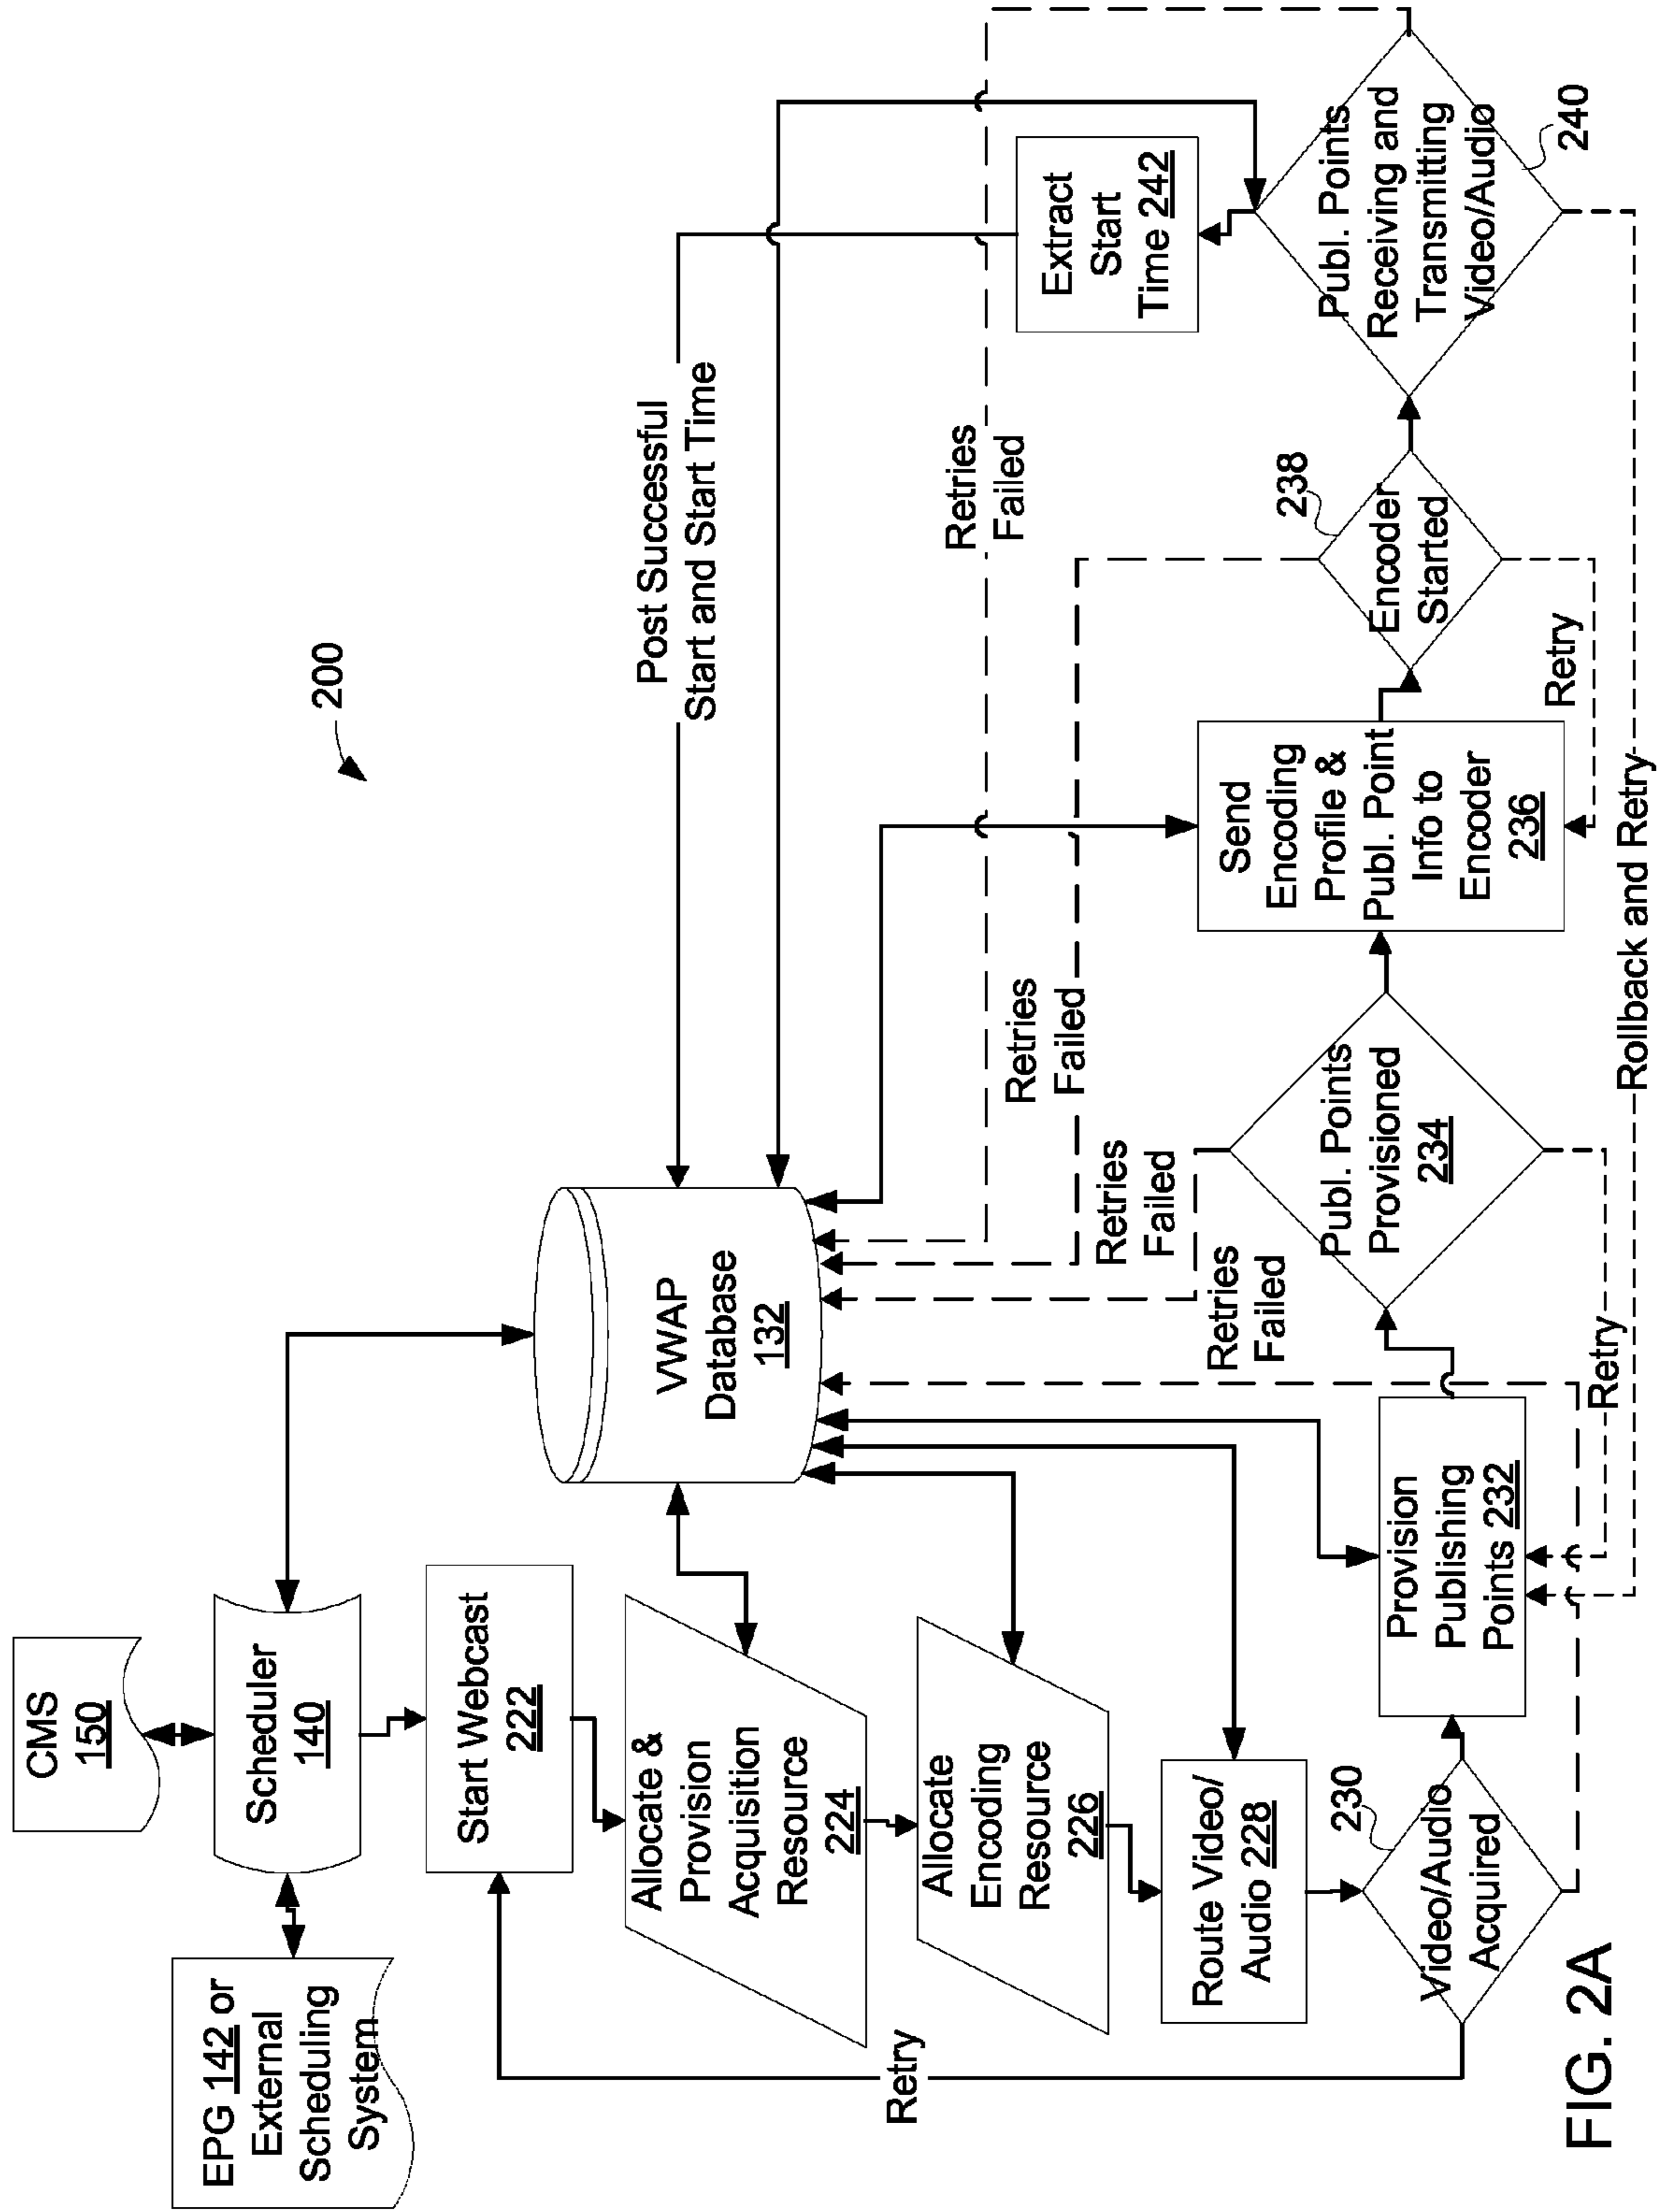 200
CMS
150
EPG 142 or
External
Scheduling
System
Scheduler
140
Start Webcast
222
Allocate &
Provision
Acquisition
Resource
224
Allocate
Encoding
Resource
226
Route Video/
Audio 228
230
Video/Audio
Acquired
Retry
VWAP
Database
132
Post Successful
Start and Start Time
Retries
Failed
Retries
Failed
Retries
Failed
Retries
Failed
Provision
Publishing
Points 232
Publ. Points
Provisioned
234
Retry
Send
Encoding
Profile &
Publ. Point
Info to
Encoder
236
238
Encoder
Started
Retry
Extract
Start
Time 242
Publ. Points
Receiving and
Transmitting
Video/Audio
240
Rollback and Retry
FIG. 2A